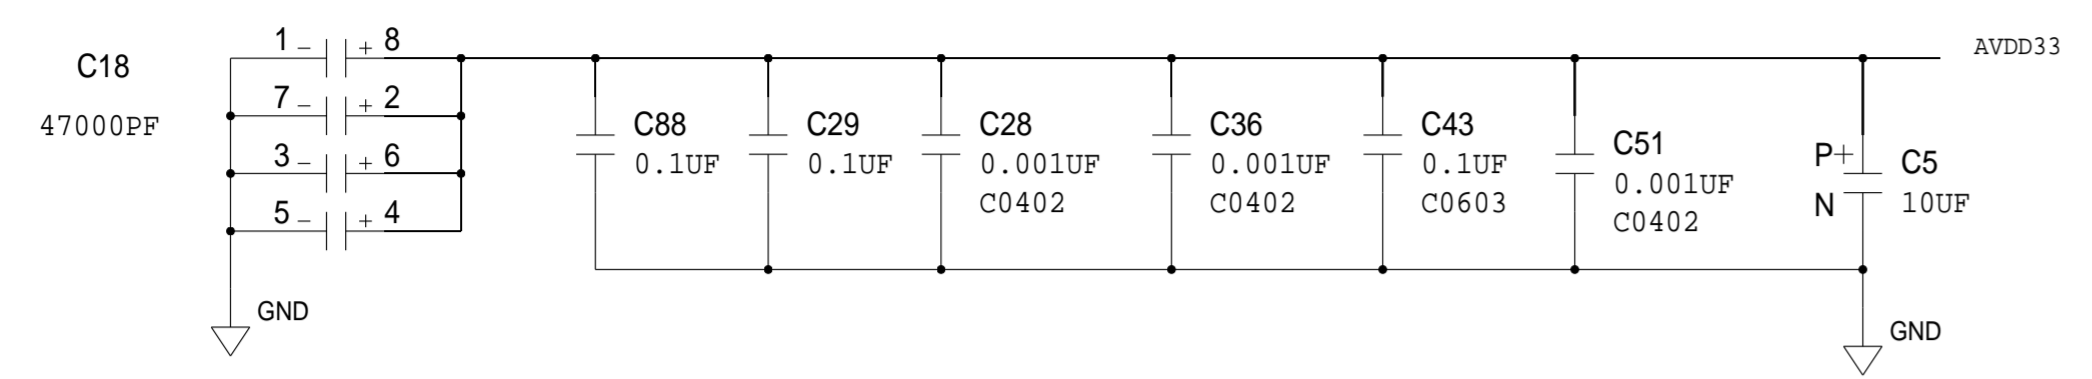 C18
47000PF
1 - + 8
7 - + 2
3 - + 6
5 - + 4
GND
C88
0.1UF
C29
0.1UF
C28
0.001UF
C0402
C36
0.001UF
C0402
C43
0.1UF
C0603
C51
0.001UF
C0402
P+
N
C5
10UF
AVDD33
GND